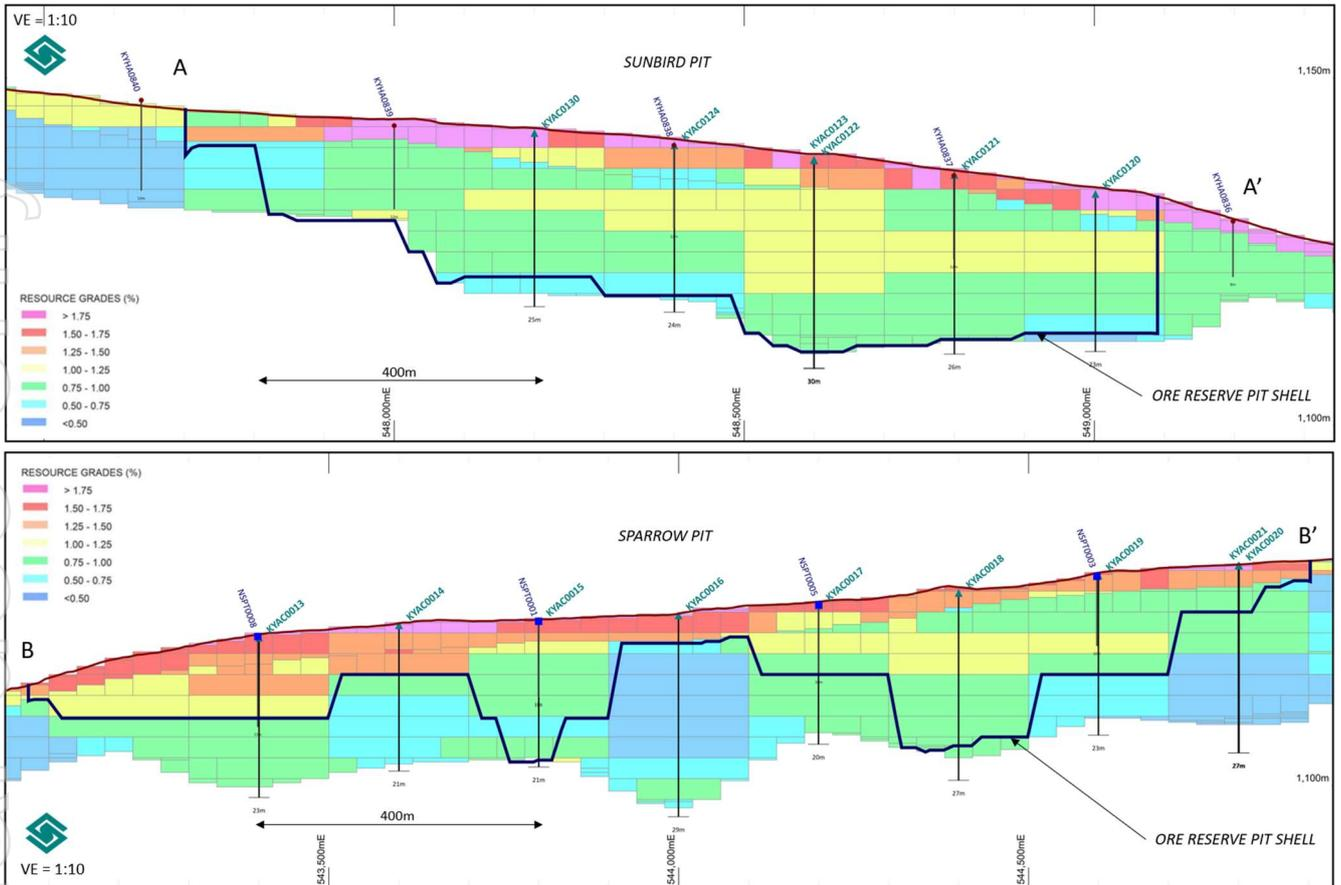 VE = 1:10
A
SUNBIRD PIT
1,150m
KYHA0840
KYHA0839
KYAC0130
KYHA0838
KYAC0124
KYAC0123
KYAC0122
KYHA0837
KYAC0121
KYAC0120
KYHA0836
A’
RESOURCE GRADES (%)
> 1.75
1.50 - 1.75
1.25 - 1.50
1.00 - 1.25
0.75 - 1.00
0.50 - 0.75
<0.50
25m
24m
30m
26m
23m
400m
ORE RESERVE PIT SHELL
548,000mE
548,500mE
549,000mE
1,100m
RESOURCE GRADES (%)
> 1.75
1.50 - 1.75
1.25 - 1.50
1.00 - 1.25
0.75 - 1.00
0.50 - 0.75
<0.50
SPARROW PIT
B
B’
NSPT0008
KYAC0013
KYAC0014
NSPT0001
KYAC0015
KYAC0016
NSPT0005
KYAC0017
KYAC0018
NSPT0003
KYAC0019
KYAC0021
KYAC0020
23m
21m
21m
29m
20m
27m
23m
27m
1,100m
400m
ORE RESERVE PIT SHELL
543,500mE
544,000mE
544,500mE
VE = 1:10